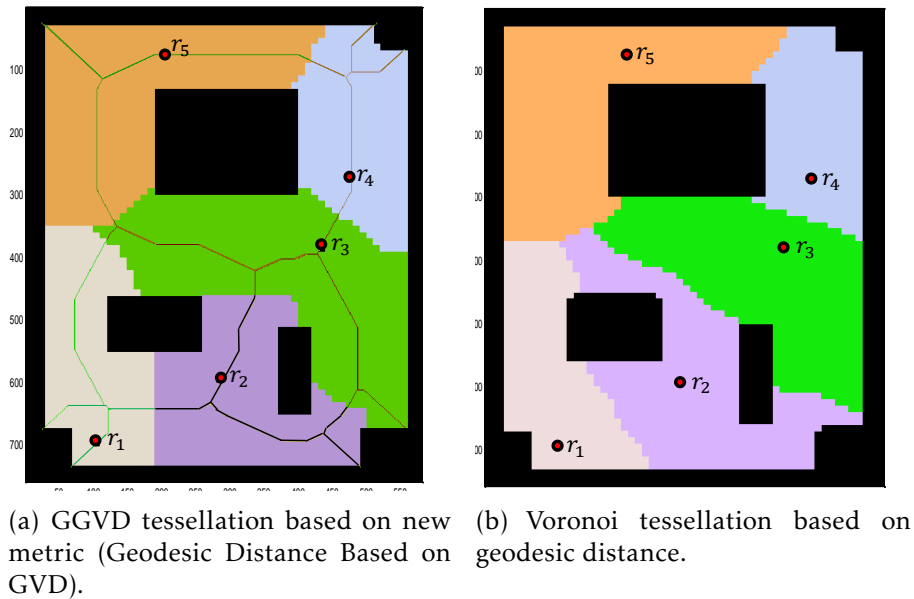 r5
100
200
r4
300
r3
400
500
600
r2
700
r1
r5
r4
r3
r2
r1
(a) GGVD tessellation based on new
metric (Geodesic Distance Based on
GVD).
(b) Voronoi tessellation based on
geodesic distance.